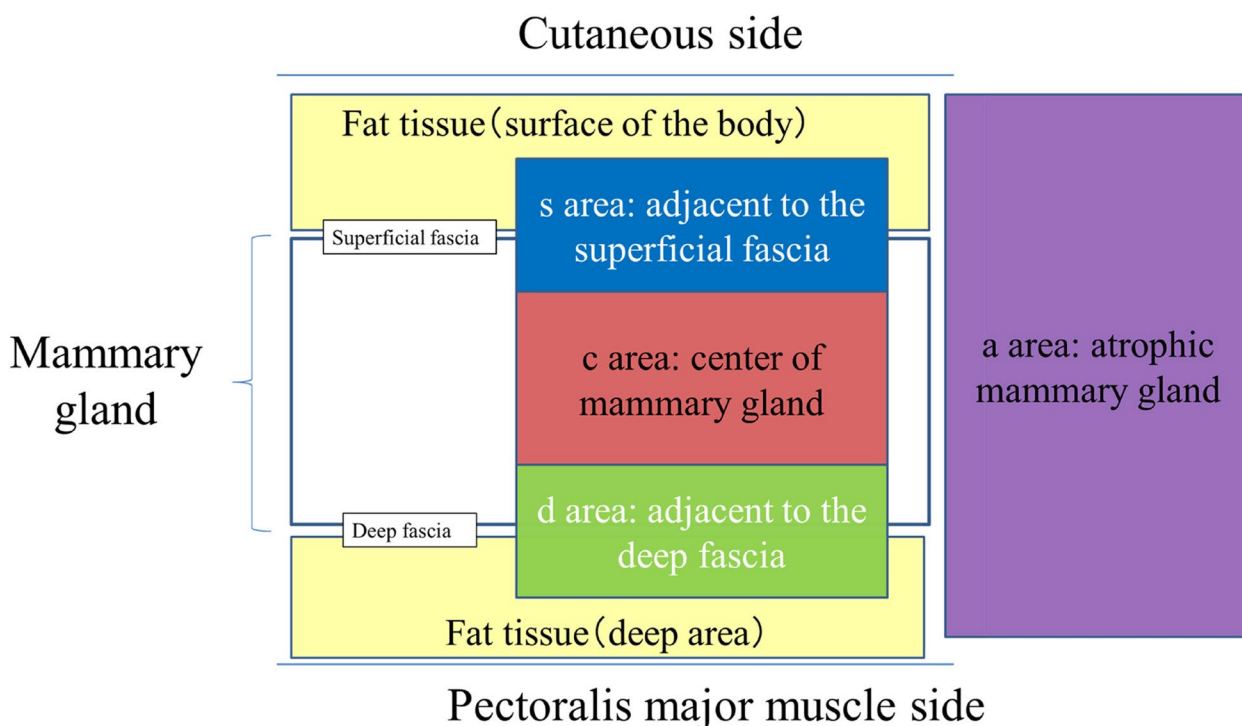 Cutaneous side
Fat tissue（surface of the body）
s area: adjacent to the
superficial fascia
Superficial fascia
Mammary
gland
c area: center of
mammary gland
a area: atrophic
mammary gland
Deep fascia
d area: adjacent to the
deep fascia
Fat tissue（deep area）
Pectoralis major muscle side